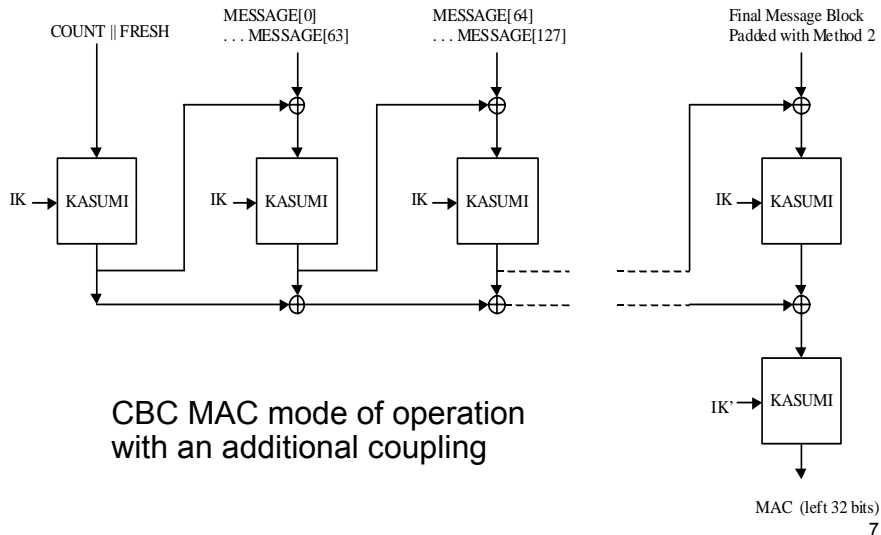 COUNT || FRESH
MESSAGE[0]
. . . MESSAGE[63]
MESSAGE[64]
. . . MESSAGE[127]
Final Message Block
Padded with Method 2
IK
KASUMI
IK
KASUMI
IK
KASUMI
IK
KASUMI
IK'
KASUMI
CBC MAC mode of operation
with an additional coupling
MAC (left 32 bits)
7